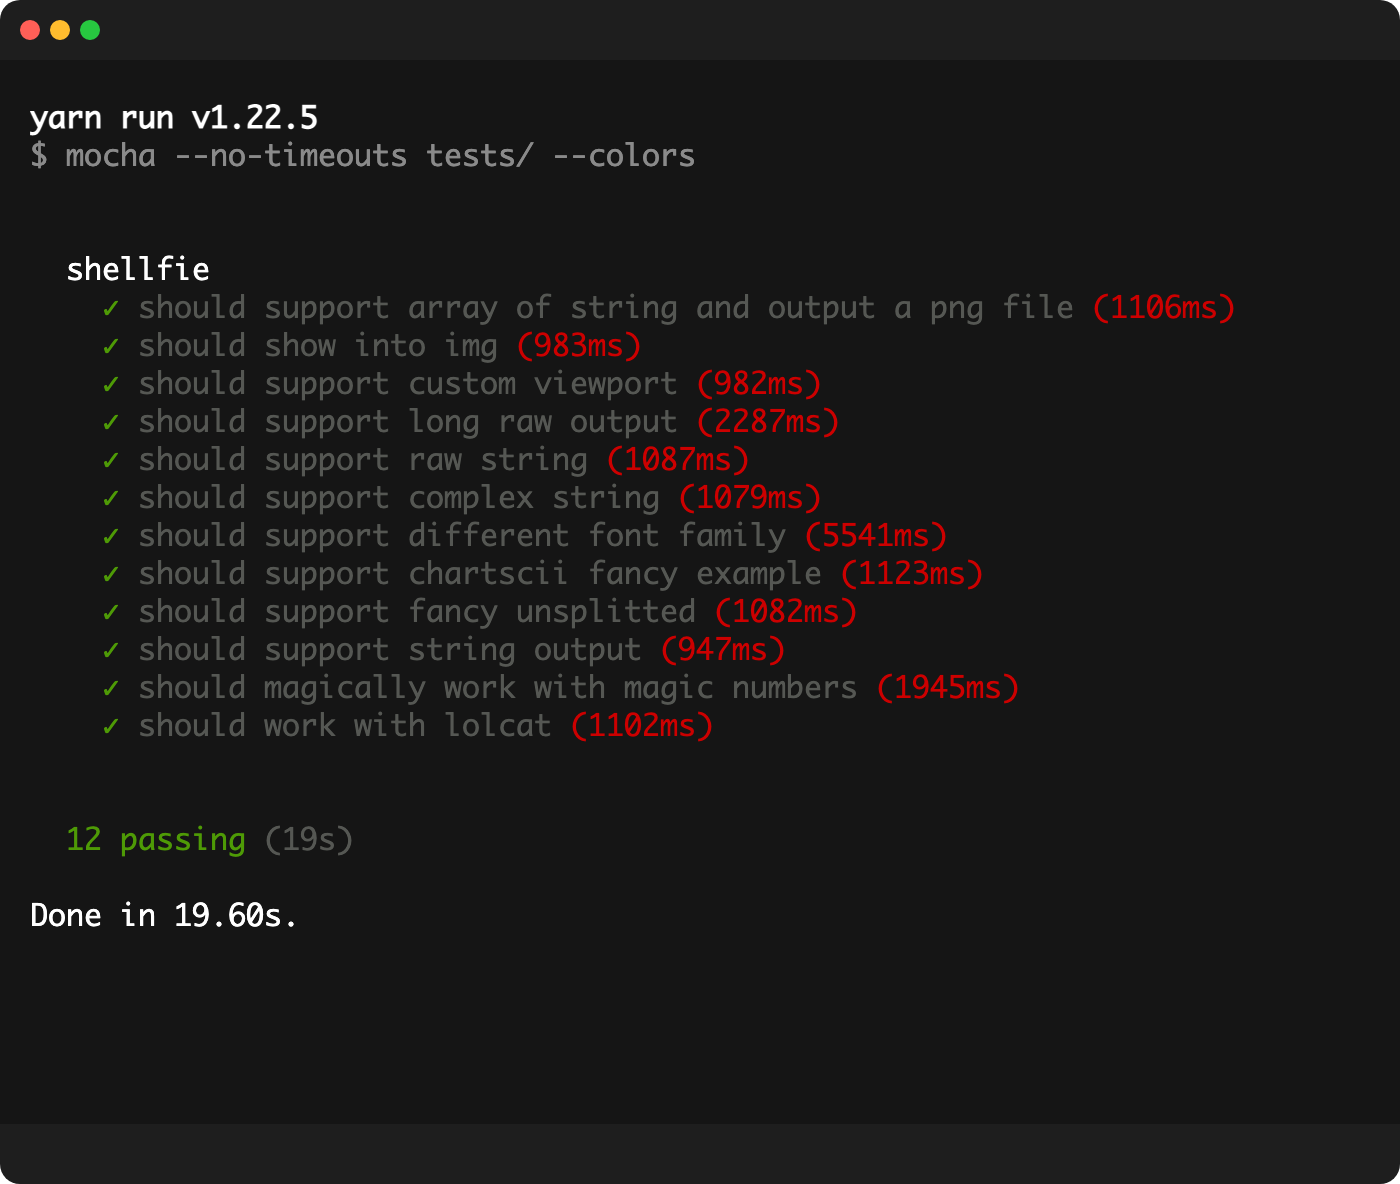 yarn run v1.22.5
$ mocha --no-timeouts tests/ --colors
shellfie
✓ should support array of string and output a png file (1106ms)
✓ should show into img (983ms)
✓ should support custom viewport (982ms)
✓ should support long raw output (2287ms)
✓ should support raw string (1087ms)
✓ should support complex string (1079ms)
✓ should support different font family (5541ms)
✓ should support chartscii fancy example (1123ms)
✓ should support fancy unsplitted (1082ms)
✓ should support string output (947ms)
✓ should magically work with magic numbers (1945ms)
✓ should work with lolcat (1102ms)
12 passing (19s)
Done in 19.60s.